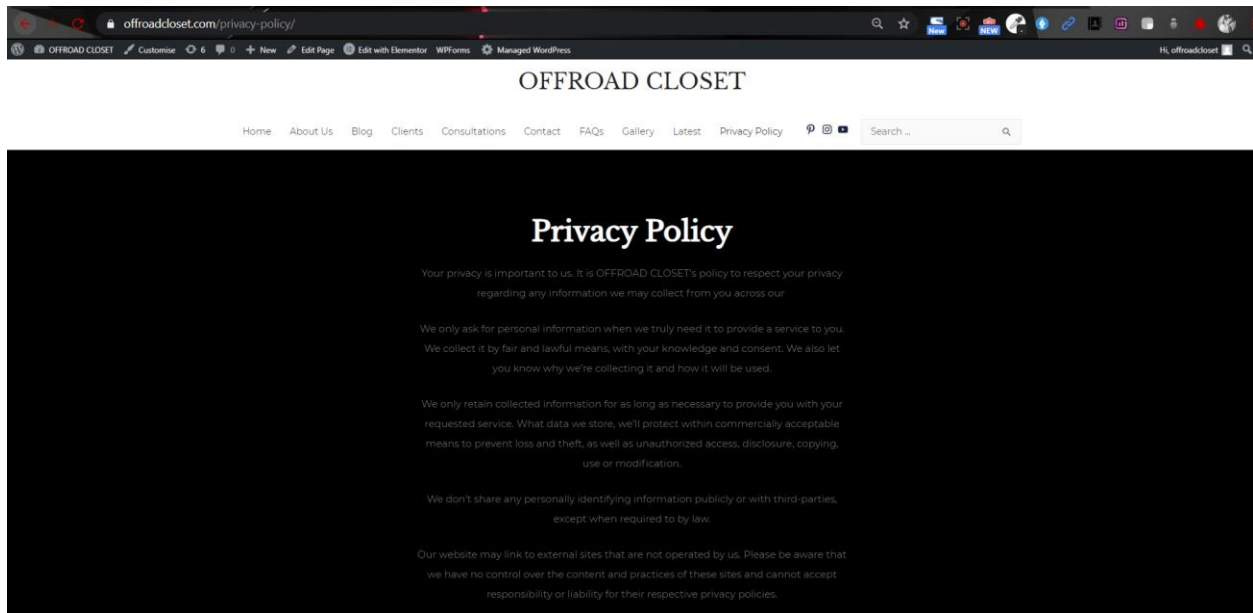 offroadcloset.com/privacy-policy/
New
NEW
OFFROAD CLOSET Customise 6 0 New Edit Page Edit with Elementor WPForms Managed WordPress
Hi, offroadcloset
OFFROAD CLOSET
Home About Us Blog Clients Consultations Contact FAQs Gallery Latest Privacy Policy
Search ...
Privacy Policy
Your privacy is important to us. It is OFFROAD CLOSET's policy to respect your privacy
regarding any information we may collect from you across our
We only ask for personal information when we truly need it to provide a service to you.
We collect it by fair and lawful means, with your knowledge and consent. We also let
you know why we're collecting it and how it will be used.
We only retain collected information for as long as necessary to provide you with your
requested service. What data we store, we'll protect within commercially acceptable
means to prevent loss and theft, as well as unauthorized access, disclosure, copying,
use or modification.
We don't share any personally identifying information publicly or with third-parties,
except when required to by law.
Our website may link to external sites that are not operated by us. Please be aware that
we have no control over the content and practices of these sites and cannot accept
responsibility or liability for their respective privacy policies.